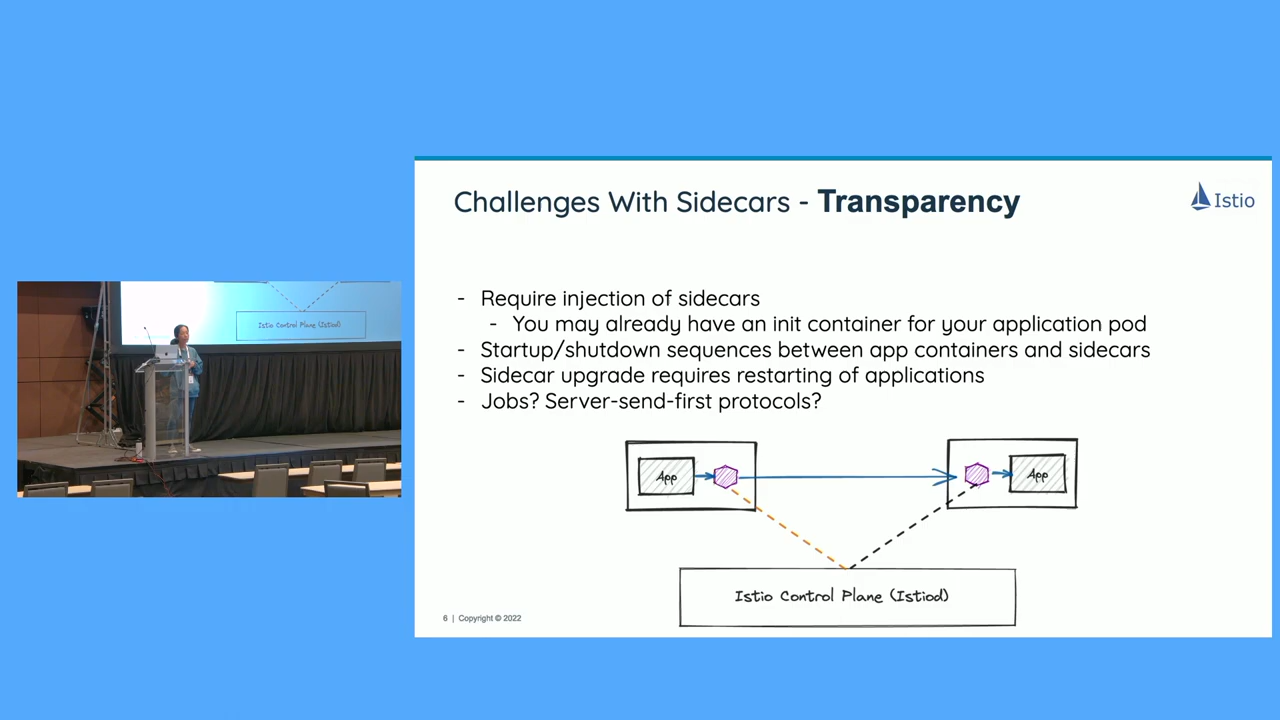 Challenges With Sidecars - Transparency
Istio
- Require injection of sidecars
- You may already have an init container for your application pod
- Startup/shutdown sequences between app containers and sidecars
- Sidecar upgrade requires restarting of applications
- Jobs? Server-send-first protocols?
App
App
Istio Control Plane (Istiod)
6 | Copyright © 2022
Istio Control Plane (Istiod)